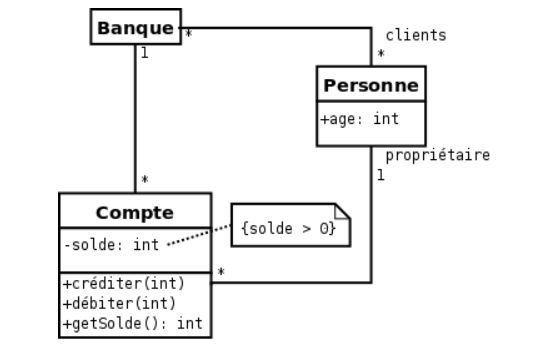 Banque
*
clients
1
*
Personne
+age: int
propriétaire
1
*
Compte
-solde: int
{solde > 0}
*
+créditer(int)
+débiter(int)
+getSolde(): int